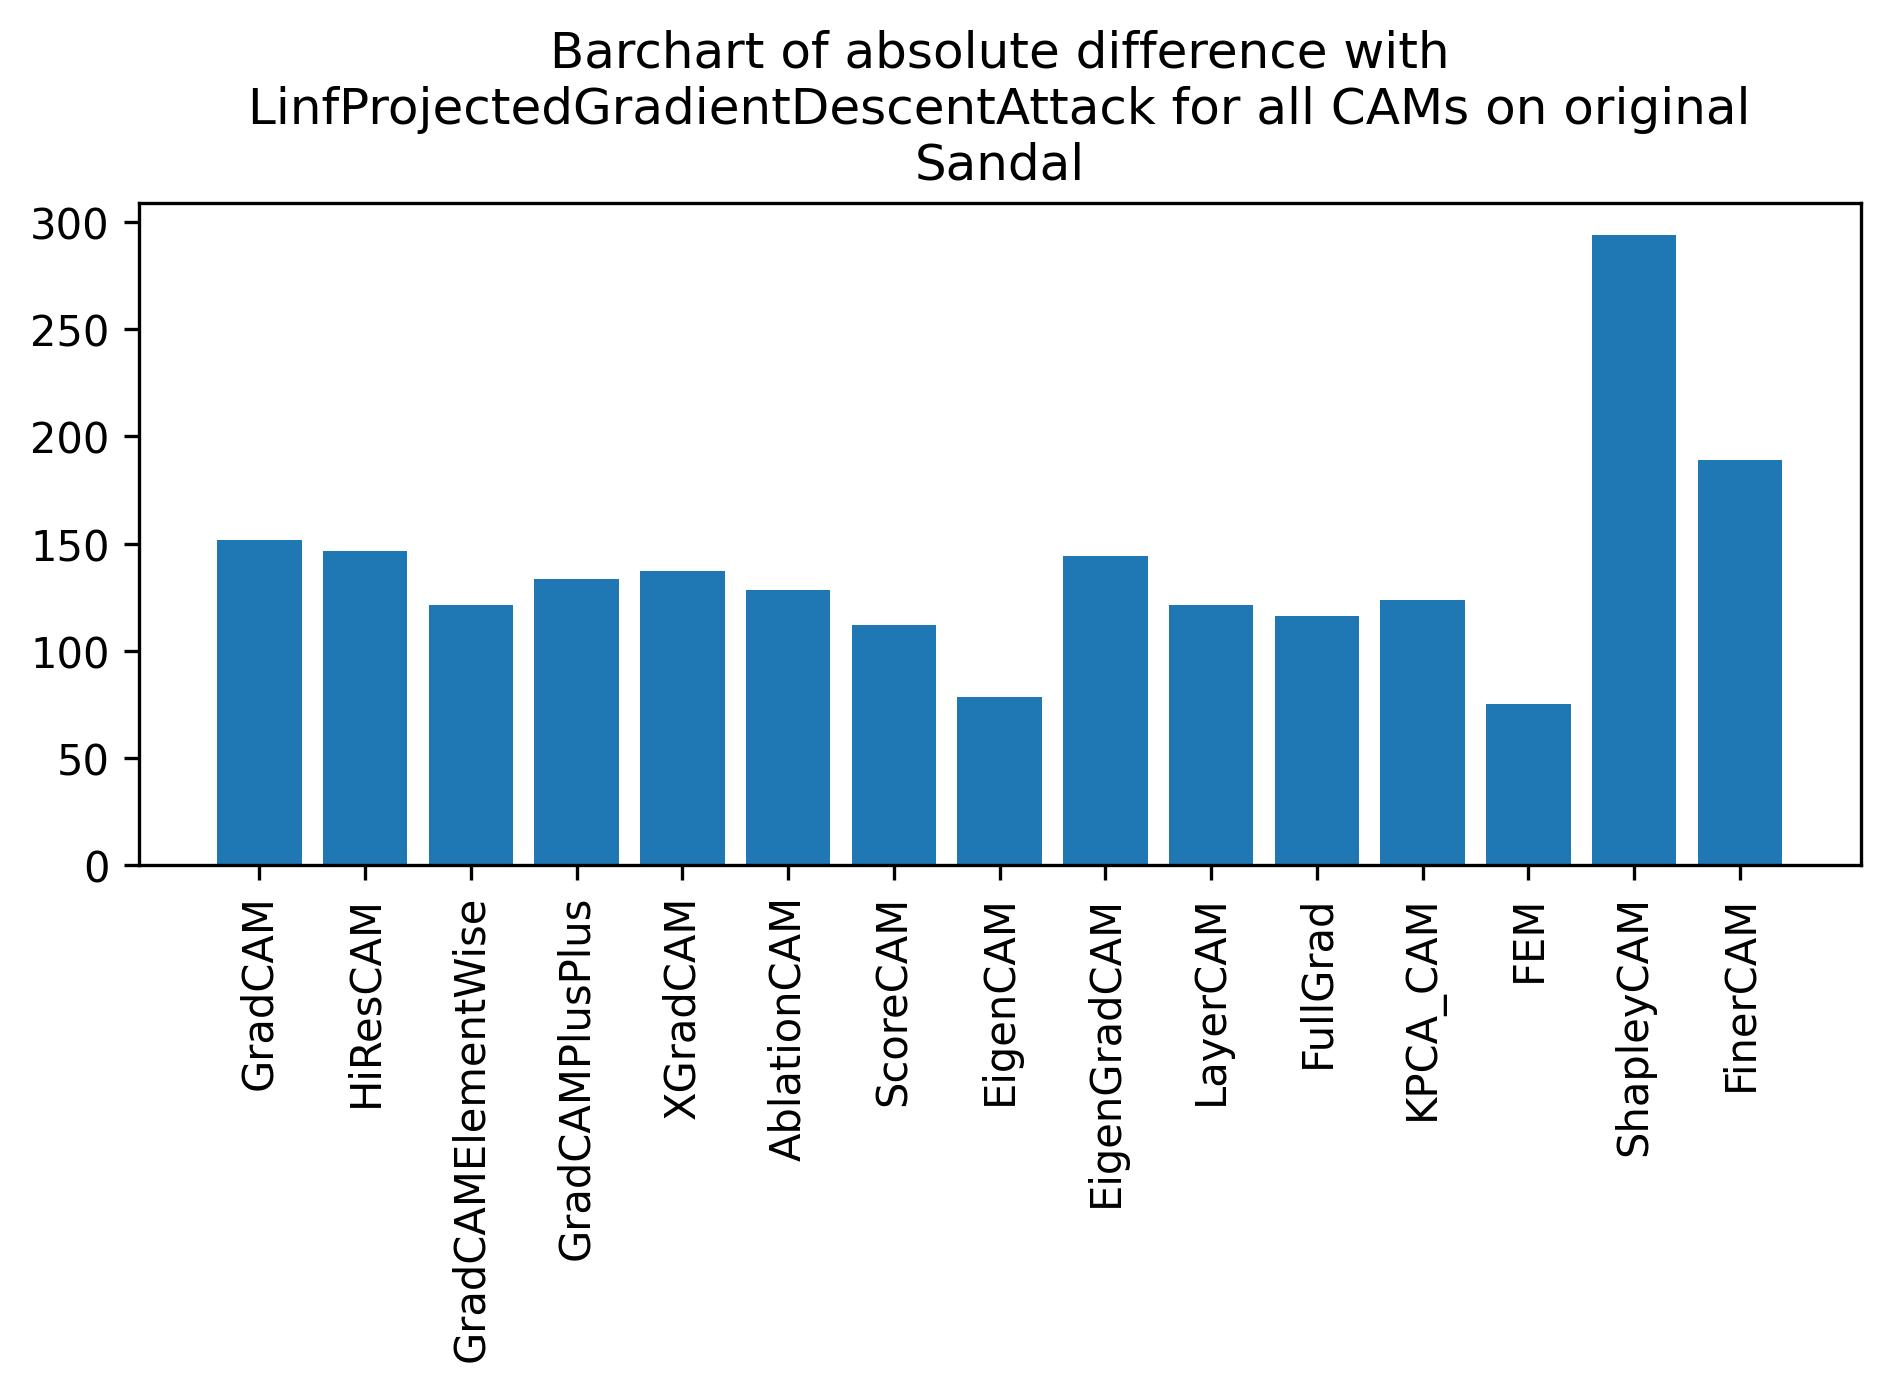 Barchart of absolute difference with
LinfProjectedGradientDescentAttack for all CAMs on original
Sandal
300
250
200
150
100
50
0
GradCAM
HiResCAM
GradCAMElementWise
GradCAMPlusPlus
XGradCAM
AblationCAM
ScoreCAM
EigenCAM
EigenGradCAM
LayerCAM
FullGrad
KPCA_CAM
FEM
ShapleyCAM
FinerCAM